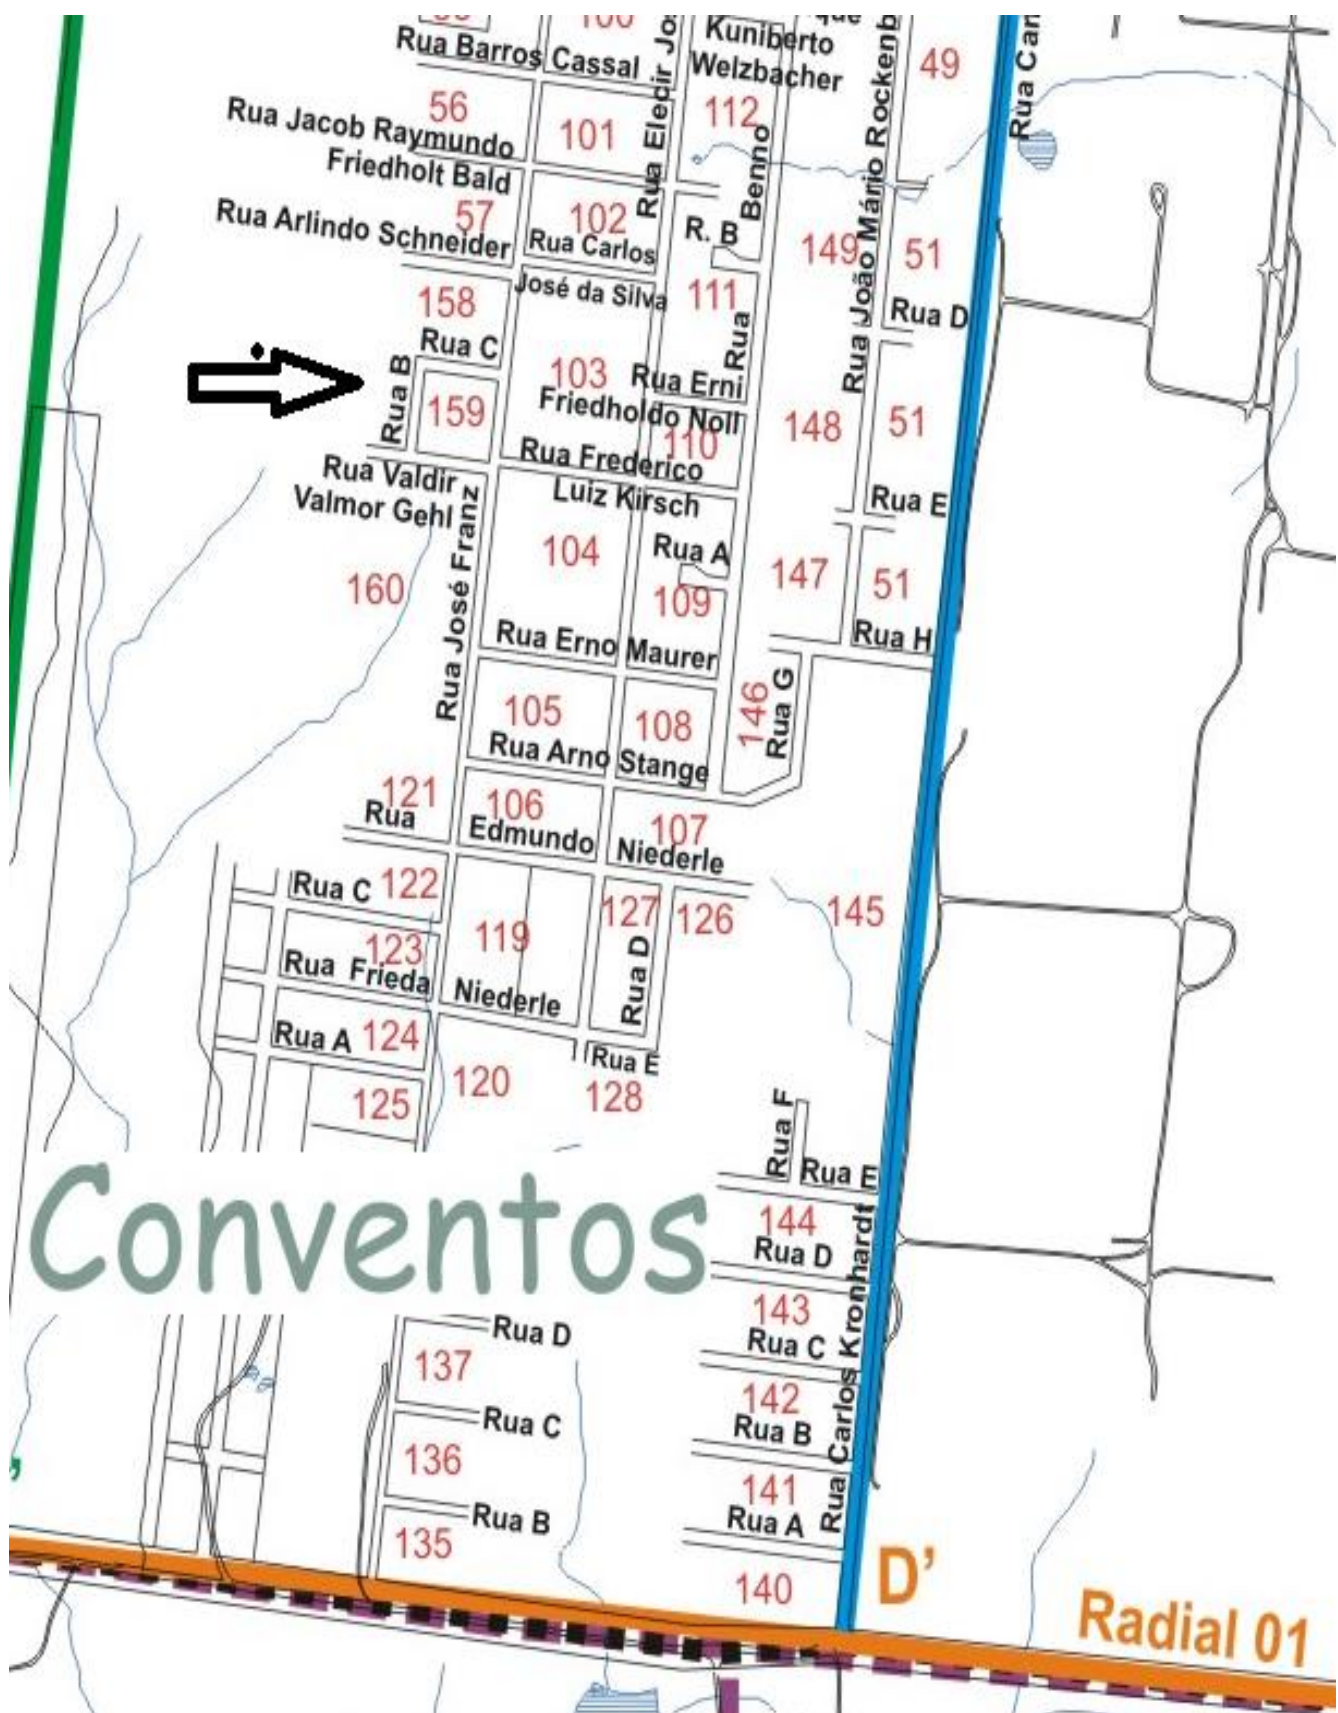 Rua Barros Cassal
Kuniberto
Welzbacher
49
56
101
112
Rua Elecir
Rua Jacob Raymundo
Friedholt Bald
57
102
Rua Arlindo Schneider
Rua Carlos
José da Silva
R. B
Rua Benno
149
51
Rua João Mário
158
111
Rua D
Rua C
Rua B
159
103
Rua Erni
Friedholdo Noll
110
148
51
Rua Frederico
Luiz Kirsch
Rua Valdir
Valmor Gehl
Rua E
Rua José Franz
104
Rua A
109
147
51
160
Rua Erno Maurer
Rua H
105
108
146
Rua G
Rua Arno Stange
121
106
107
Rua Edmundo Niederle
Rua C
122
119
127
126
145
123
Rua D
Rua Frieda Niederle
Rua A
124
Rua E
120
128
125
Rua F
Rua E
Conventos
144
Rua D
Rua Carlos Kronhardt
143
Rua C
Rua D
137
142
Rua B
Rua C
136
141
Rua A
Rua B
135
140
D’
Radial 01